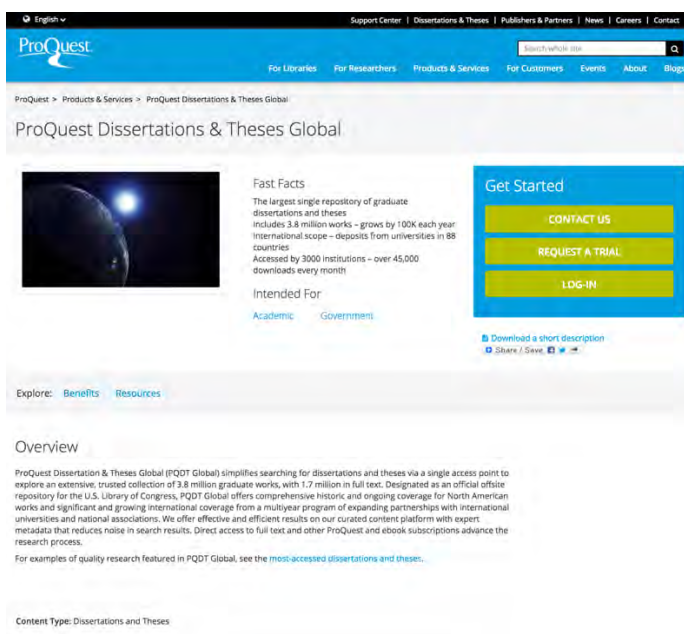 English
Support Center | Dissertations & Theses | Publishers & Partners | News | Careers | Contact
ProQuest
Search whole site
For Libraries For Researchers Products & Services For Customers Events About Blogs
ProQuest > Products & Services > ProQuest Dissertations & Theses Global
ProQuest Dissertations & Theses Global
Fast Facts
The largest single repository of graduate
dissertations and theses
Includes 3.8 million works – grows by 100K each year
International scope – deposits from universities in 88
countries
Accessed by 3000 institutions – over 45,000
downloads every month
Intended For
Academic Government
Get Started
CONTACT US
REQUEST A TRIAL
LOG-IN
Download a short description
Share / Save
Explore: Benefits Resources
Overview
ProQuest Dissertation & Theses Global (PQDT Global) simplifies searching for dissertations and theses via a single access point to
explore an extensive, trusted collection of 3.8 million graduate works, with 1.7 million in full text. Designated as an official offsite
repository for the U.S. Library of Congress, PQDT Global offers comprehensive historic and ongoing coverage for North American
works and significant and growing international coverage from a multiyear program of expanding partnerships with international
universities and national associations. We offer effective and efficient results on our curated content platform with expert
metadata that reduces noise in search results. Direct access to full text and other ProQuest and ebook subscriptions advance the
research process.
For examples of quality research featured in PQDT Global, see the most-accessed dissertations and theses.
Content Type: Dissertations and Theses